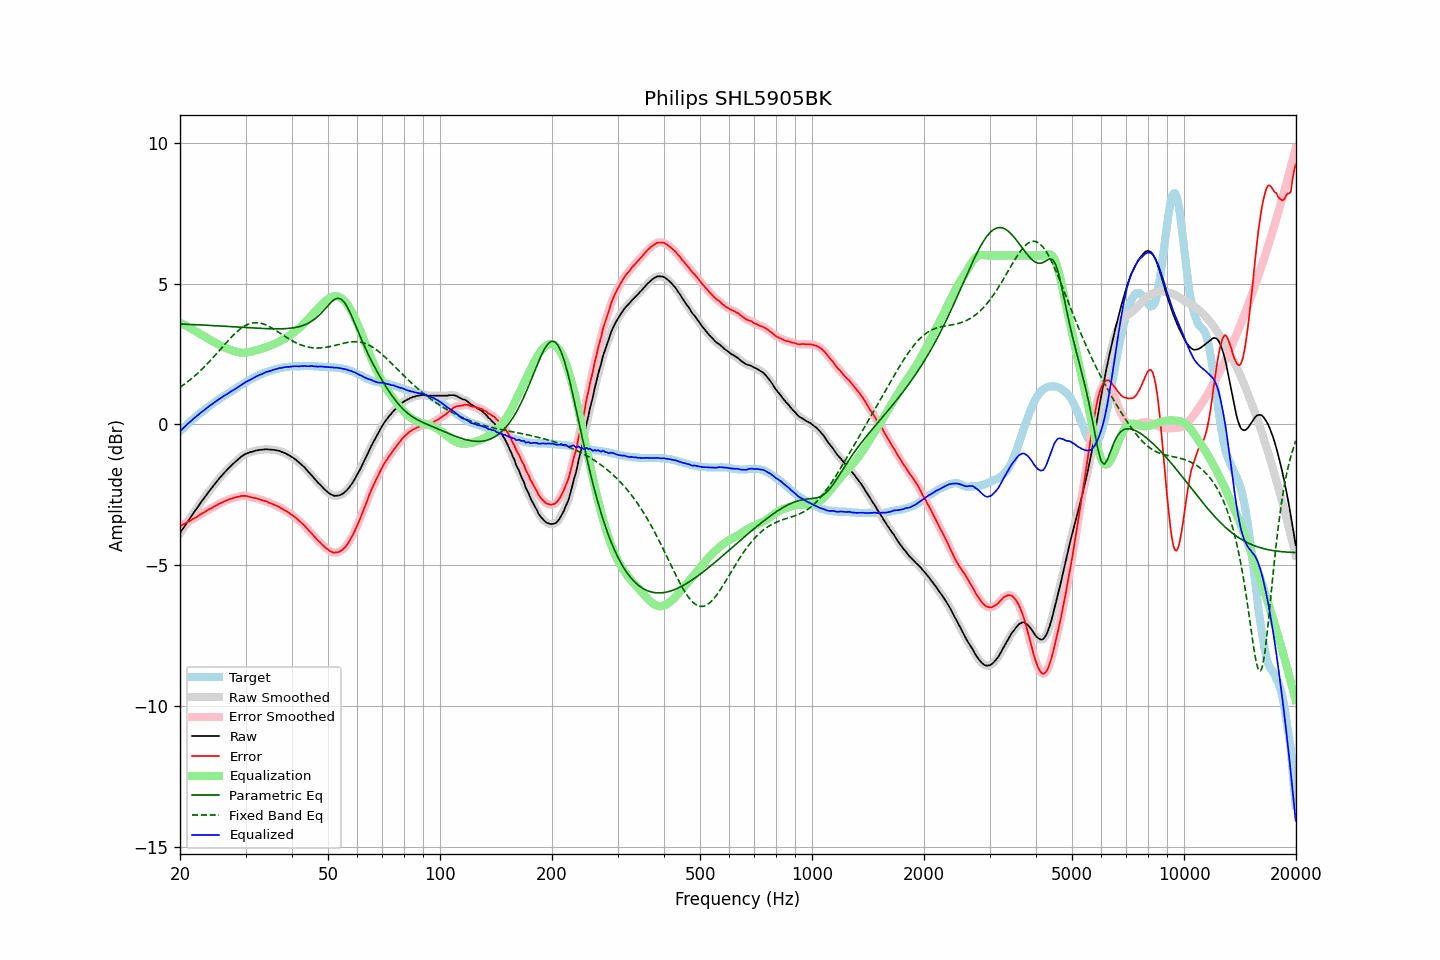 Philips SHL5905BK
Amplitude (dBr)
10
5
0
−5
−10
−15
Target
Raw Smoothed
Error Smoothed
Raw
Error
Equalization
Parametric Eq
Fixed Band Eq
Equalized
20 50 100 200 500 1000 2000 5000 10000 20000
Frequency (Hz)